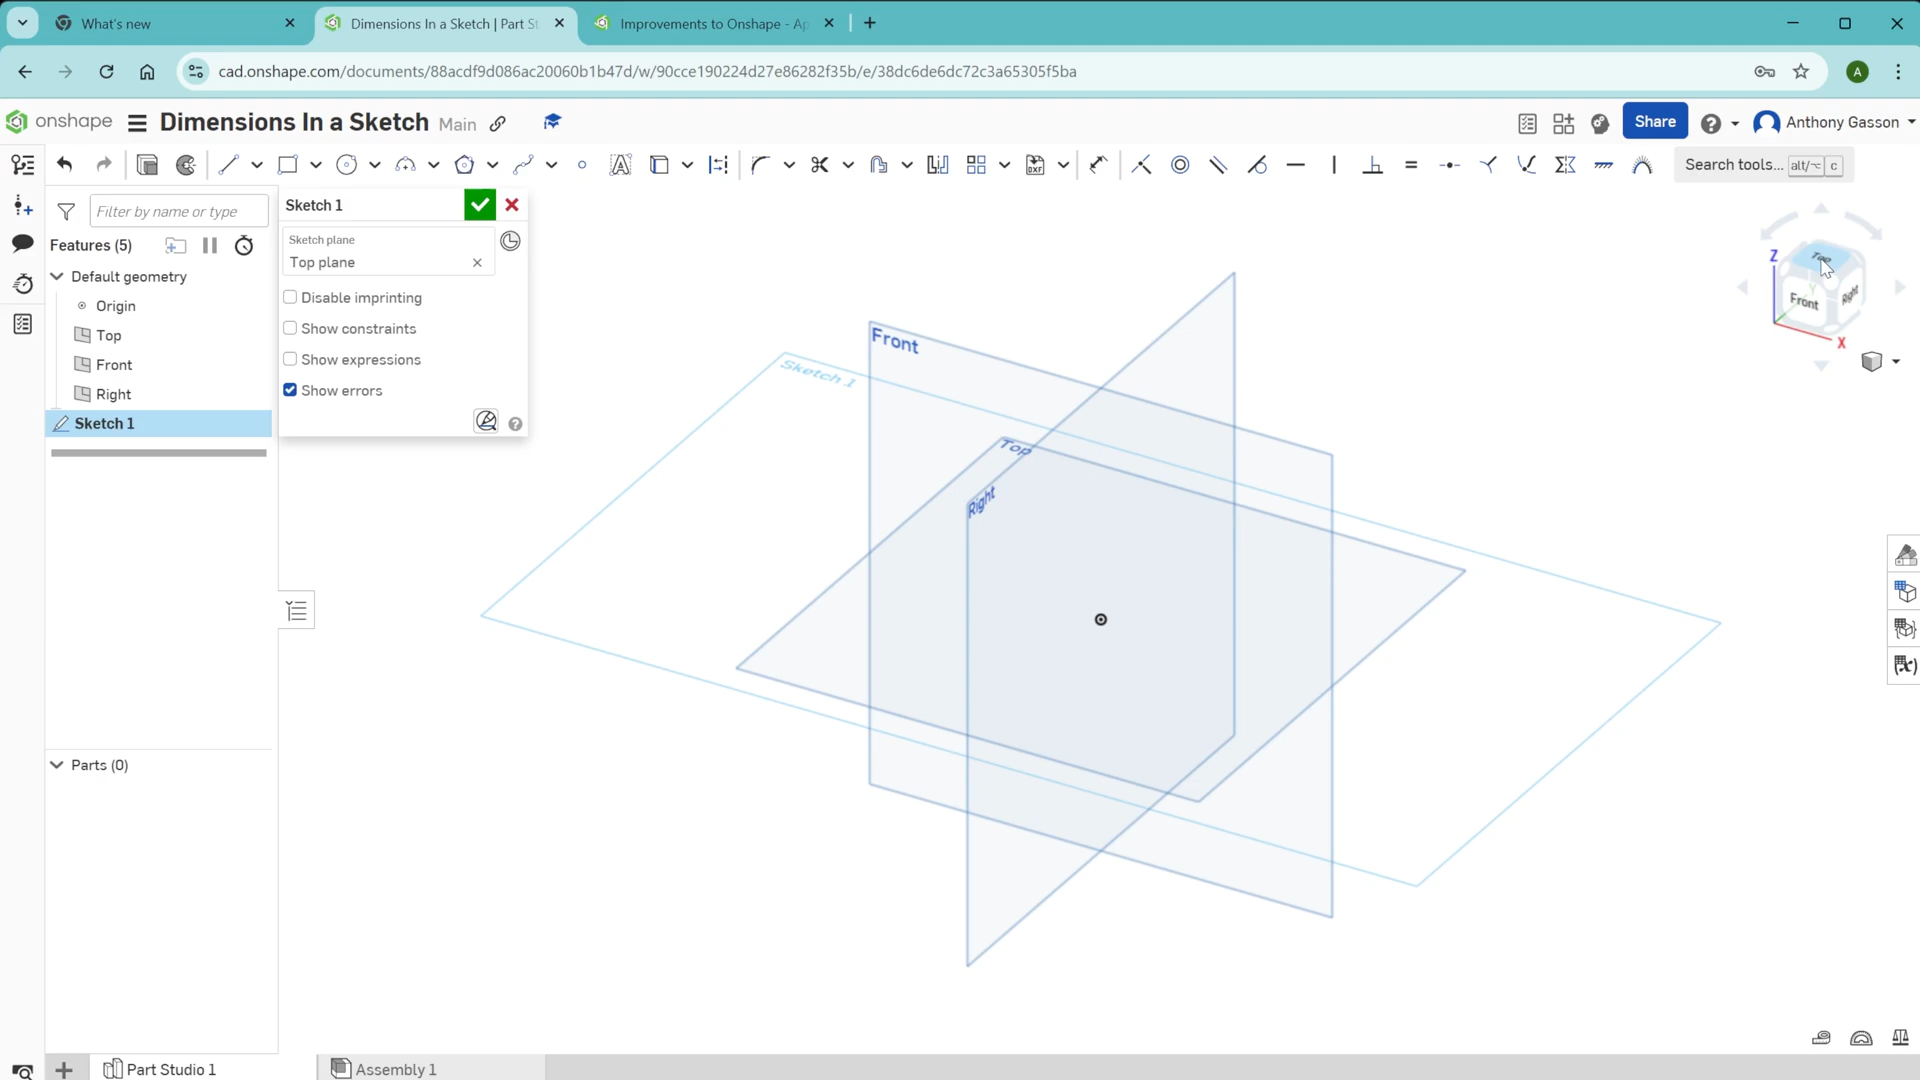 What's new
Dimensions In a Sketch | Part St
Improvements to Onshape - Ap
cad.onshape.com/documents/88acdf9d086ac20060b1b47d/w/90cce190224d27e86282f35b/e/38dc6de6dc72c3a65305f5ba
A
onshape
Dimensions In a Sketch
Main
Share
Anthony Gasson
DXF
Search tools... alt/⌥ c
Filter by name or type
Sketch 1
Features (5)
Sketch plane
Top plane
Default geometry
Disable imprinting
Origin
Show constraints
Top
Show expressions
Front
Show errors
Right
Sketch 1
Parts (0)
Front
Sketch 1
Top
Right
Z
Top
Y
Front
Right
X
(x)
Part Studio 1
Assembly 1